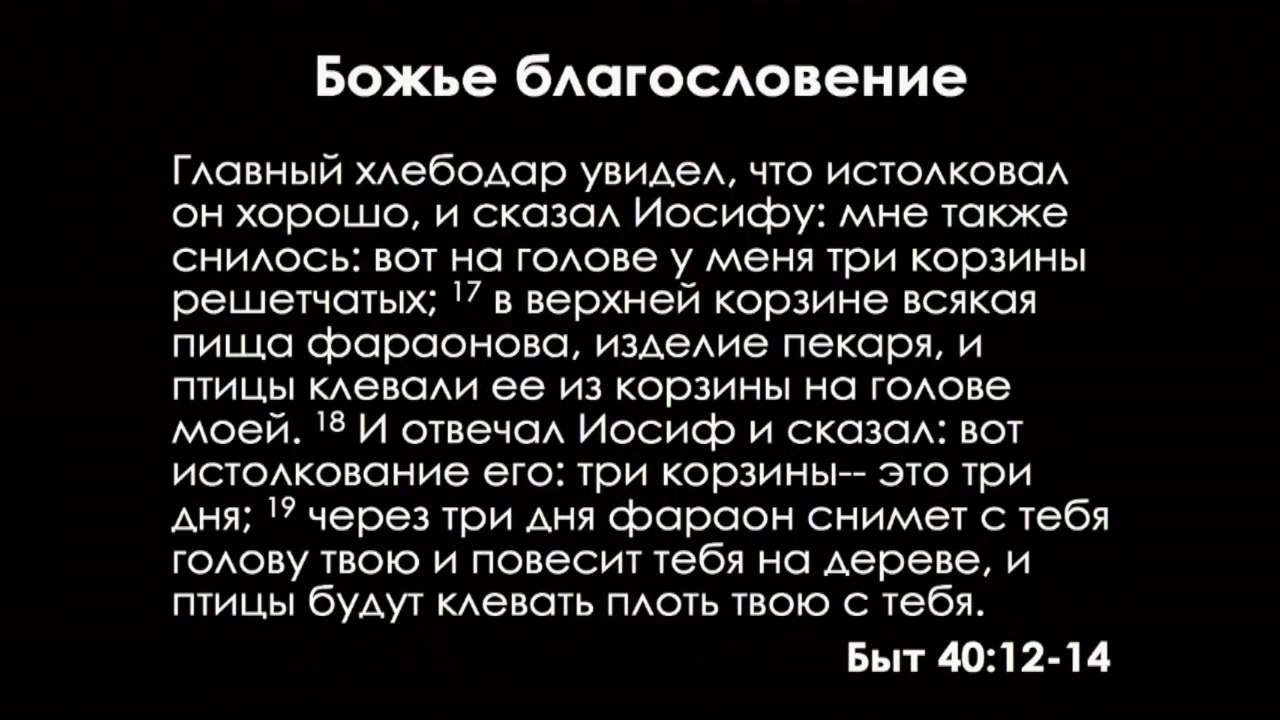 Божье благословение
Главный хлебодар увидел, что истолковал
он хорошо, и сказал Иосифу: мне также
снилось: вот на голове у меня три корзины
решетчатых; 17 в верхней корзине всякая
пища фараонова, изделие пекаря, и
птицы клевали ее из корзины на голове
моей. 18 И отвечал Иосиф и сказал: вот
истолкование его: три корзины-- это три
дня; 19 через три дня фараон снимет с тебя
голову твою и повесит тебя на дереве, и
птицы будут клевать плоть твою с тебя.
Быт 40:12-14